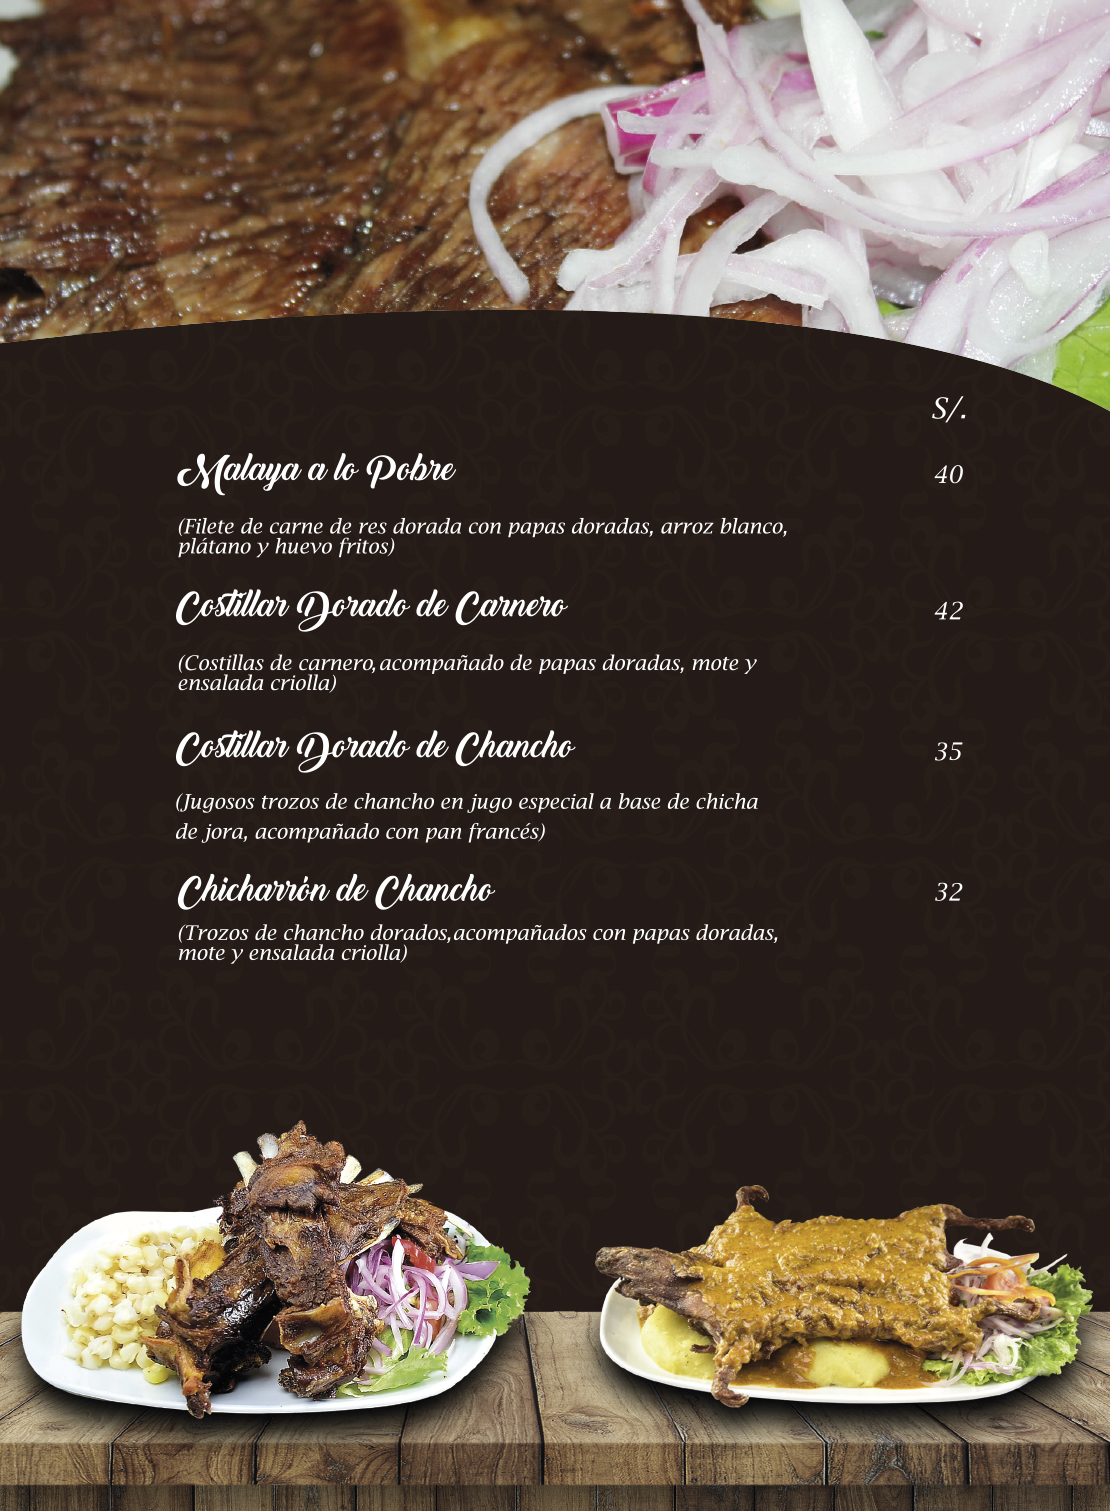 S/.
Malaya a lo Pobre 40
(Filete de carne de res dorada con papas doradas, arroz blanco,
plátano y huevo fritos)
Costillar Dorado de Carnero 42
(Costillas de carnero,acompañado de papas doradas, mote y
ensalada criolla)
Costillar Dorado de Chancho 35
(Jugosos trozos de chancho en jugo especial a base de chicha
de jora, acompañado con pan francés)
Chicharrón de Chancho 32
(Trozos de chancho dorados,acompañados con papas doradas,
mote y ensalada criolla)